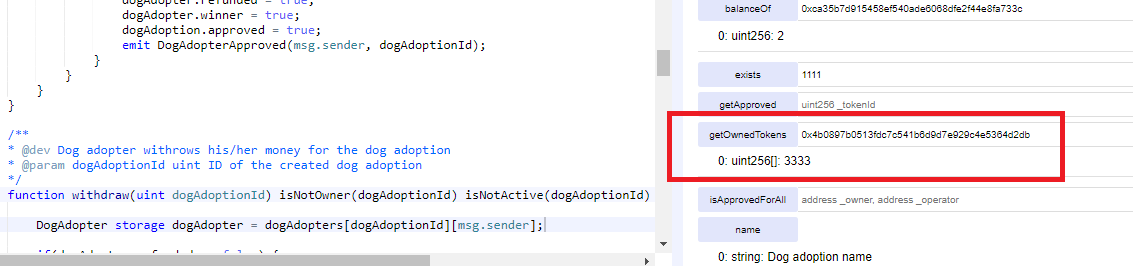 dogAdopter.refunded = true;
dogAdopter.winner = true;
dogAdoption.approved = true;
emit DogAdopterApproved(msg.sender, dogAdoptionId);
}
}
}
}
/**
* @dev Dog adopter withrows his/her money for the dog adoption
* @param dogAdoptionId uint ID of the created dog adoption
*/
function withdraw(uint dogAdoptionId) isNotOwner(dogAdoptionId) isNotActive(dogAdoptionId)
DogAdopter storage dogAdopter = dogAdopters[dogAdoptionId][msg.sender];
balanceOf 0xca35b7d915458ef540ade6068dfe2f44e8fa733c
0: uint256: 2
exists 1111
getApproved uint256 _tokenId
getOwnedTokens 0x4b0897b0513fdc7c541b6d9d7e929c4e5364d2db
0: uint256[]: 3333
isApprovedForAll address _owner, address _operator
name
0: string: Dog adoption name